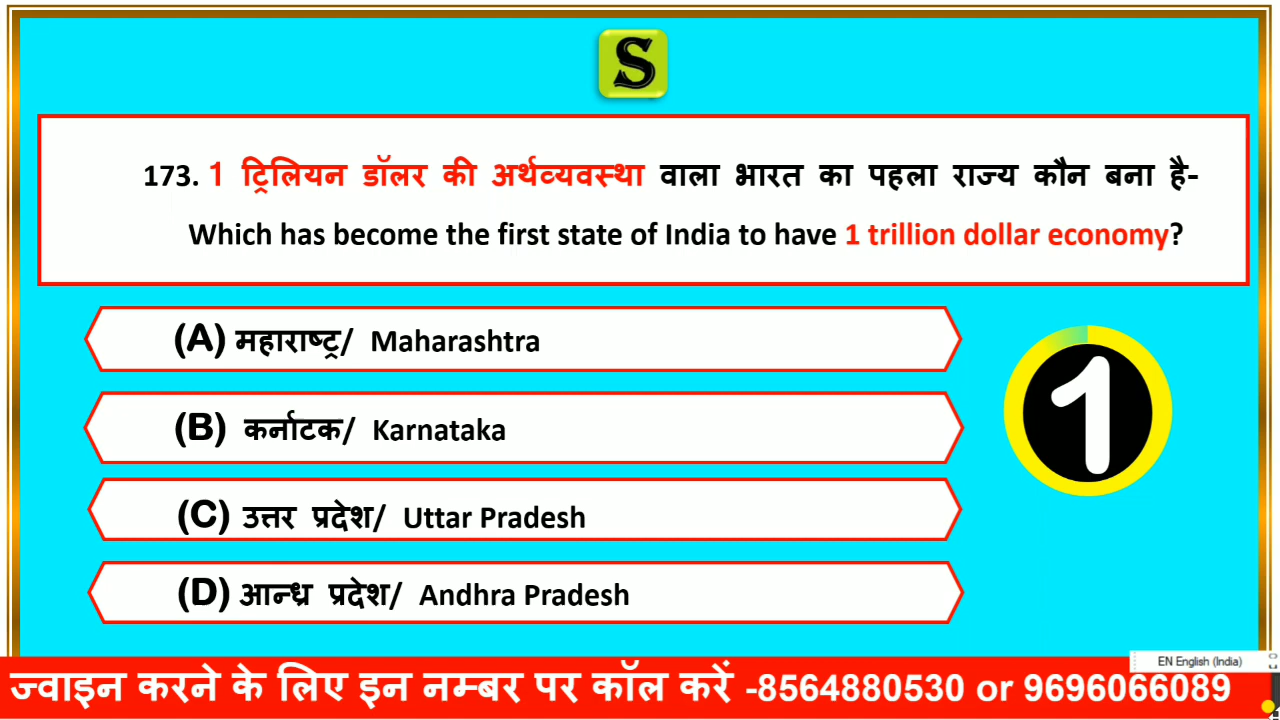 S
173. 1 ट्रिलियन डॉलर की अर्थव्यवस्था वाला भारत का पहला राज्य कौन बना है-
Which has become the first state of India to have 1 trillion dollar economy?
(A) महाराष्ट्र/ Maharashtra
1
(B) कर्नाटक/ Karnataka
(C) उत्तर प्रदेश/ Uttar Pradesh
(D) आन्ध्र प्रदेश/ Andhra Pradesh
EN English (India)
ज्वाइन करने के लिए इन नम्बर पर कॉल करें -8564880530 or 9696066089